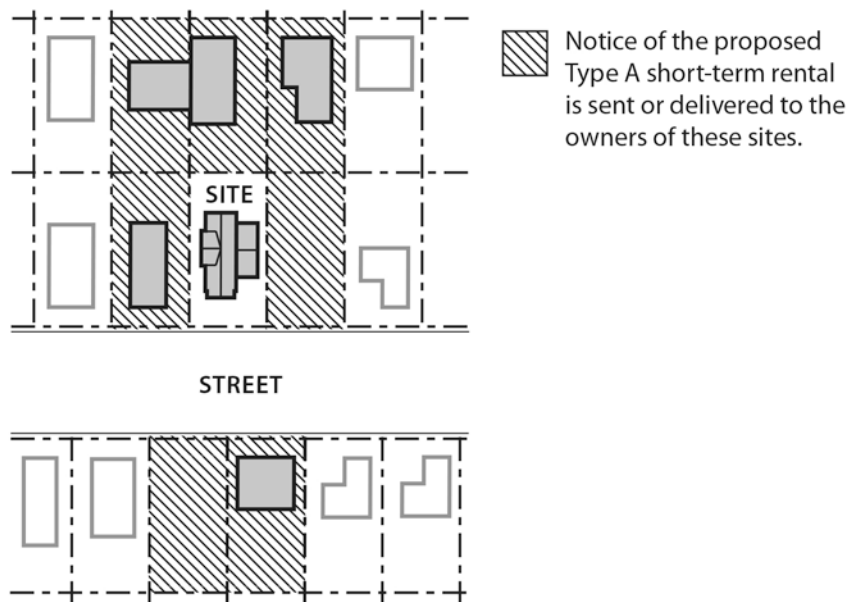 Notice of the proposed
Type A short-term rental
is sent or delivered to the
owners of these sites.
SITE
STREET